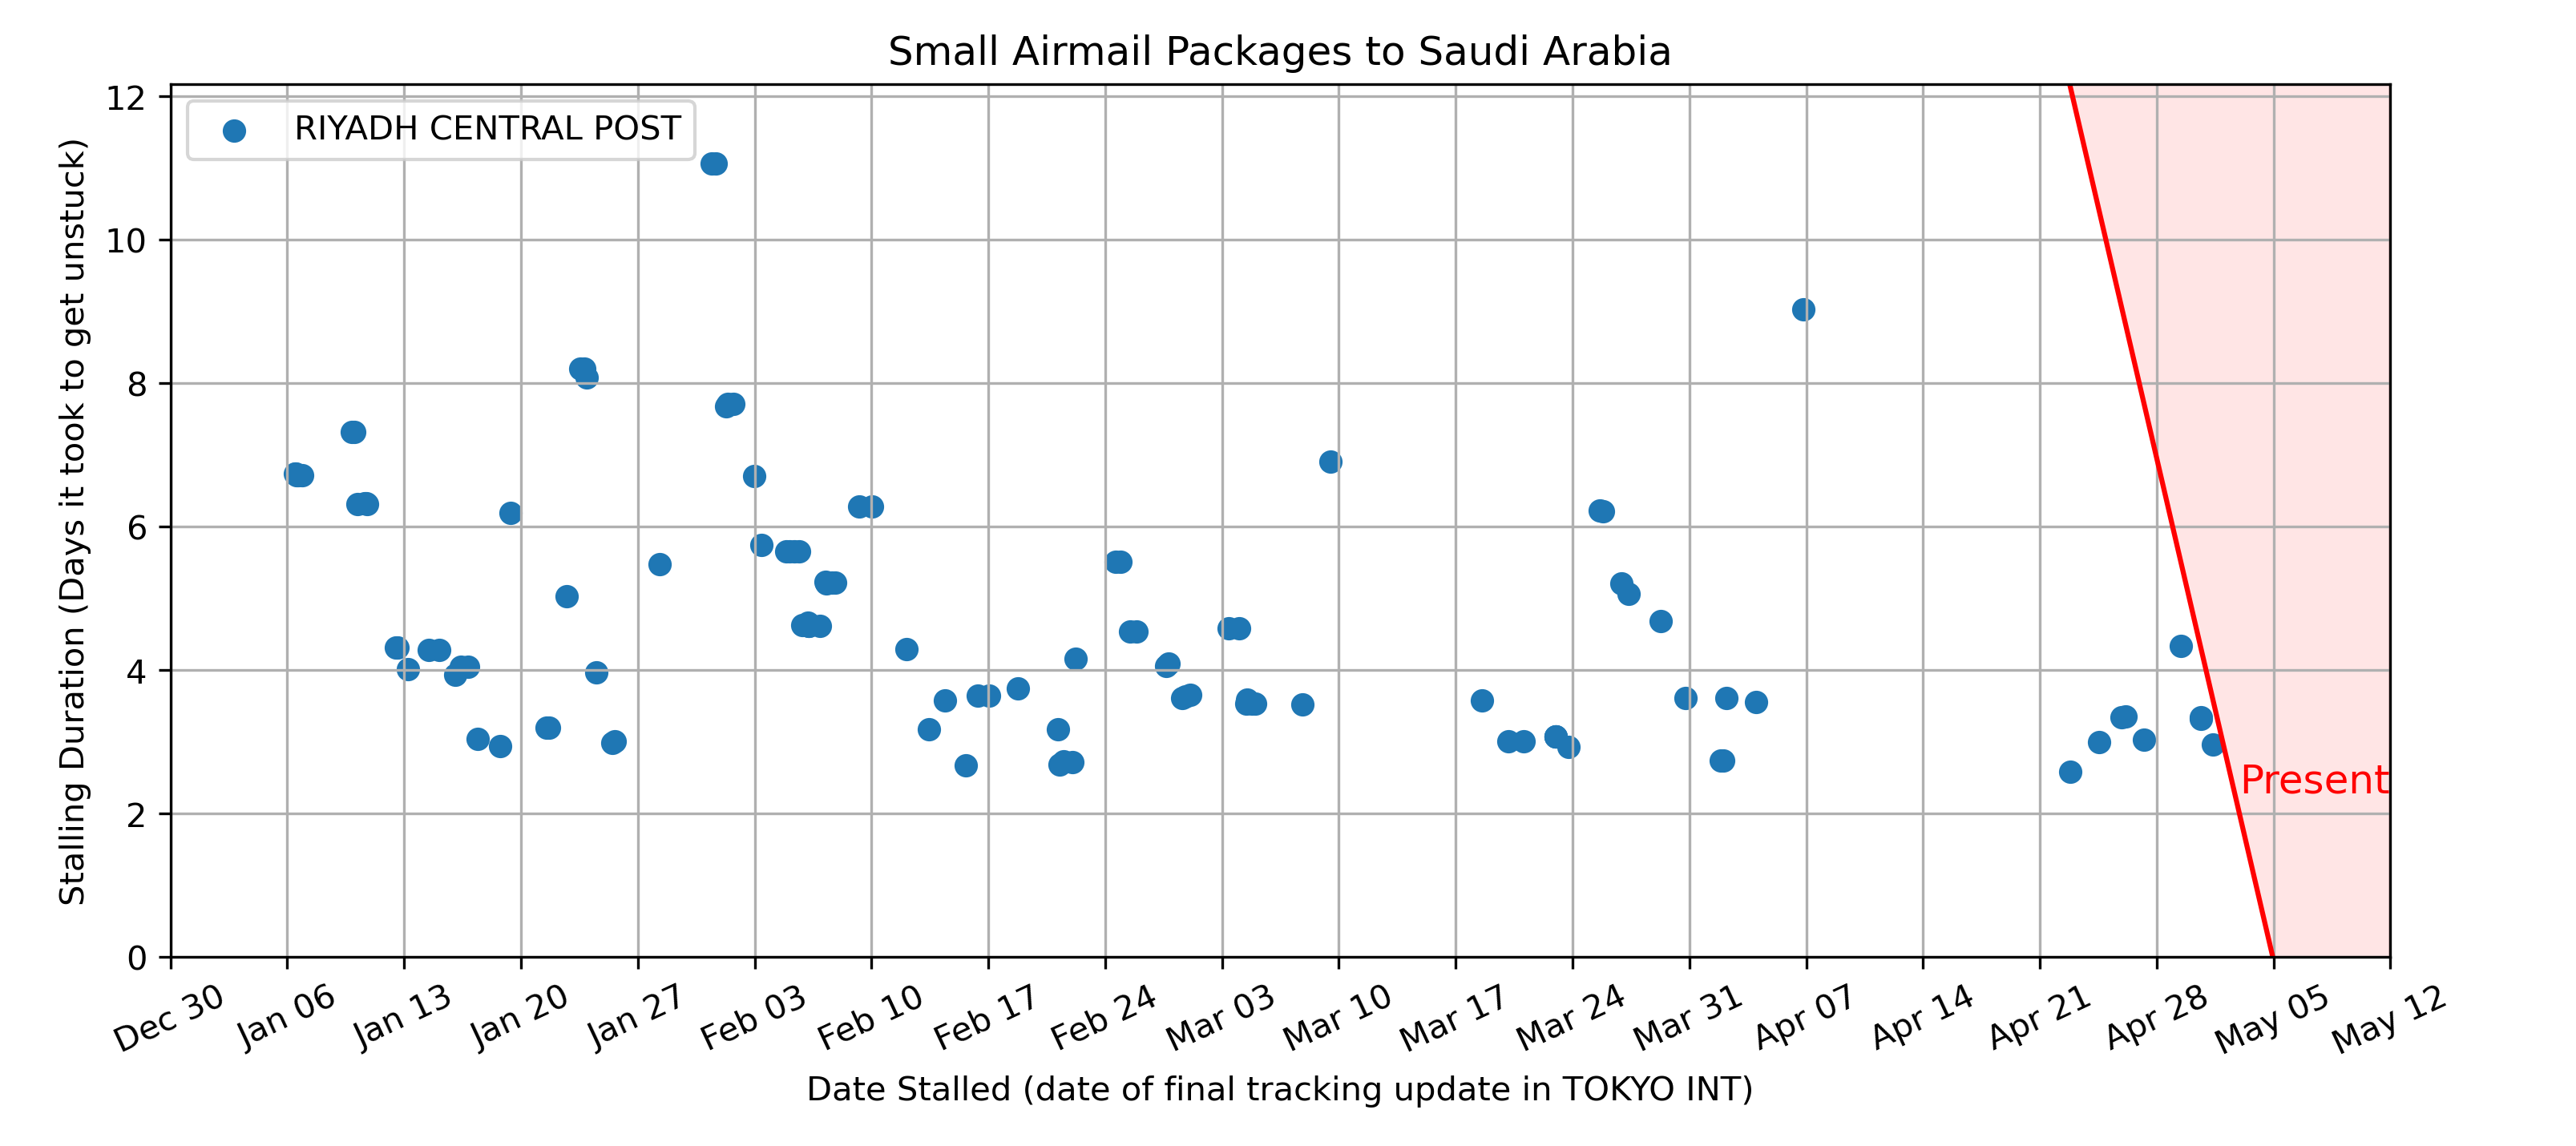 Small Airmail Packages to Saudi Arabia
RIYADH CENTRAL POST
Stalling Duration (Days it took to get unstuck)
12
10
8
6
4
2
0
Present
Dec 30
Jan 06
Jan 13
Jan 20
Jan 27
Feb 03
Feb 10
Feb 17
Feb 24
Mar 03
Mar 10
Mar 17
Mar 24
Mar 31
Apr 07
Apr 14
Apr 21
Apr 28
May 05
May 12
Date Stalled (date of final tracking update in TOKYO INT)